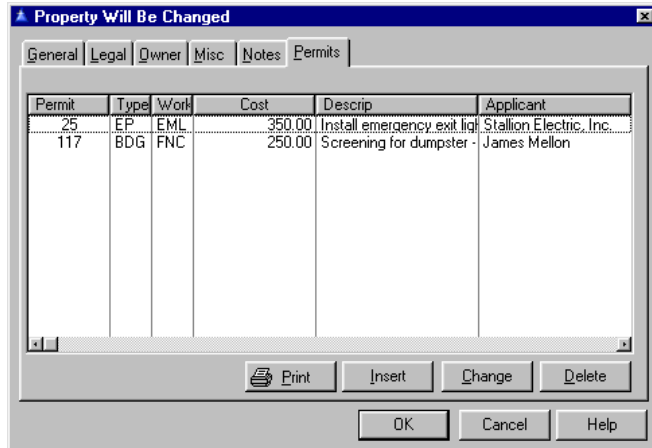 Property Will Be Changed
General Legal Owner Misc Notes Permits
Permit Type Work Cost Descrip Applicant
25 EP EML 350.00 Install emergency exit ligh Stallion Electric, Inc.
117 BDG FNC 250.00 Screening for dumpster - James Mellon
Print Insert Change Delete
OK Cancel Help